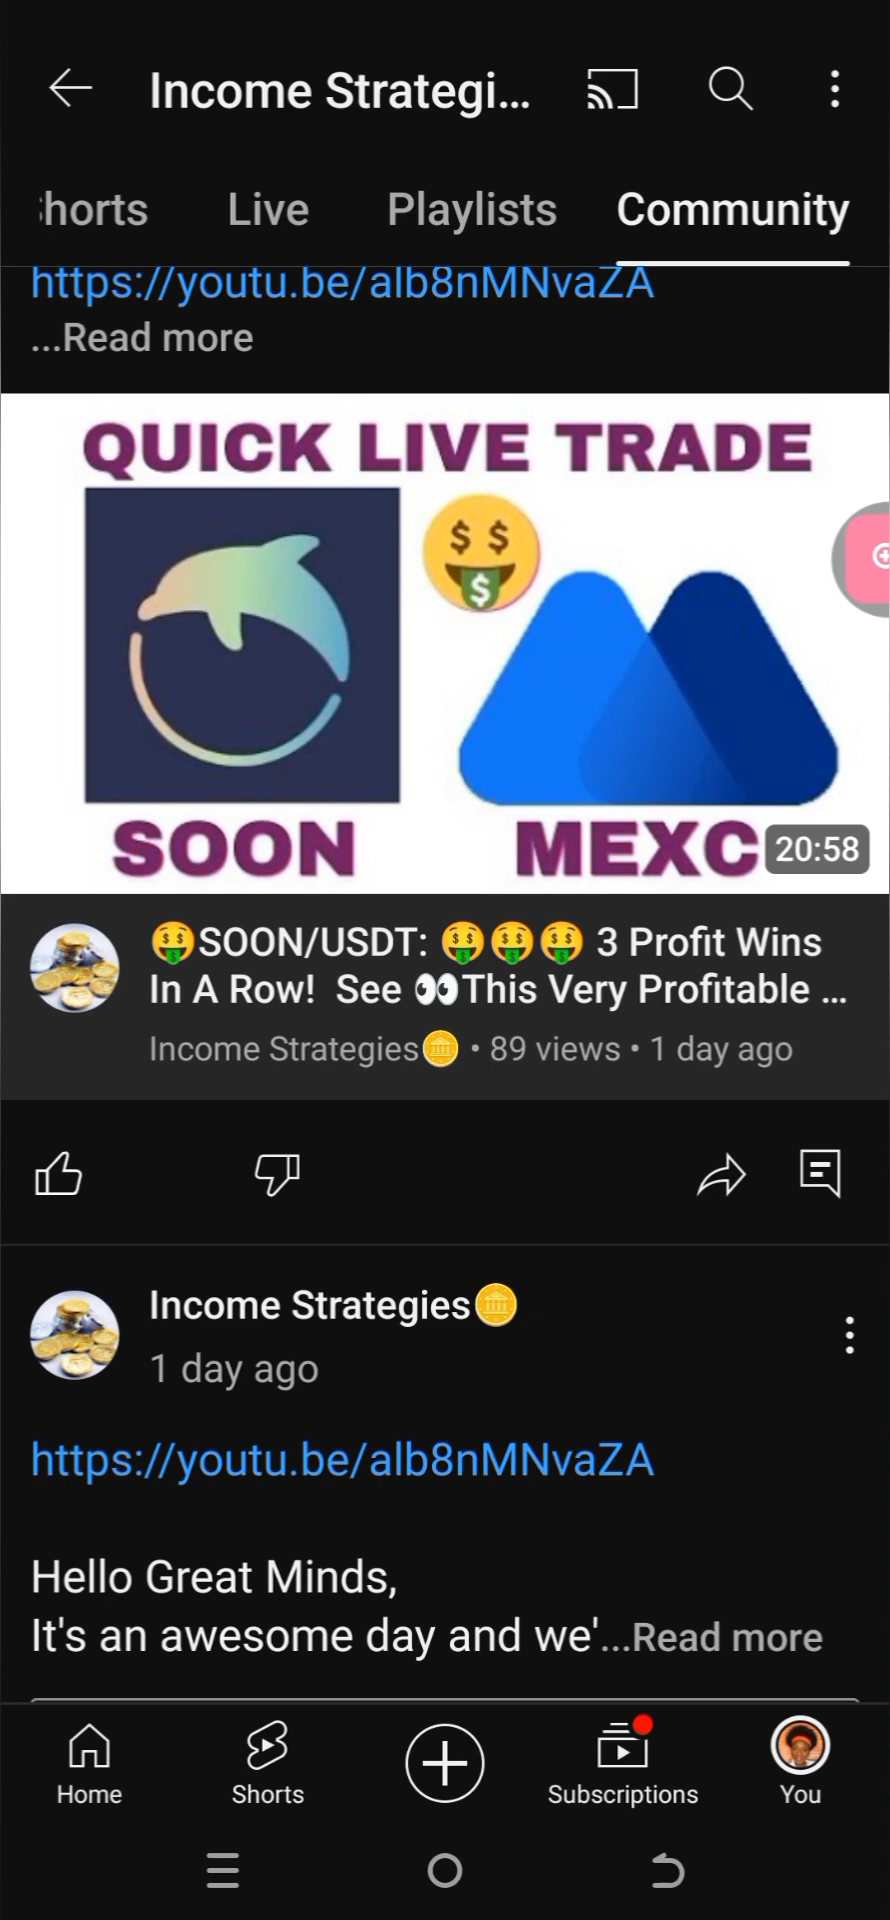 Income Strategi...
horts Live Playlists Community
https://youtu.be/alb8nMNvaZA
...Read more
QUICK LIVE TRADE
SOON MEXC
20:58
🤑SOON/USDT: 🤑🤑🤑 3 Profit Wins
In A Row! See 👀This Very Profitable ...
Income Strategies🪙 • 89 views • 1 day ago
Income Strategies🪙
1 day ago
https://youtu.be/alb8nMNvaZA
Hello Great Minds,
It's an awesome day and we'...Read more
Home Shorts Subscriptions You